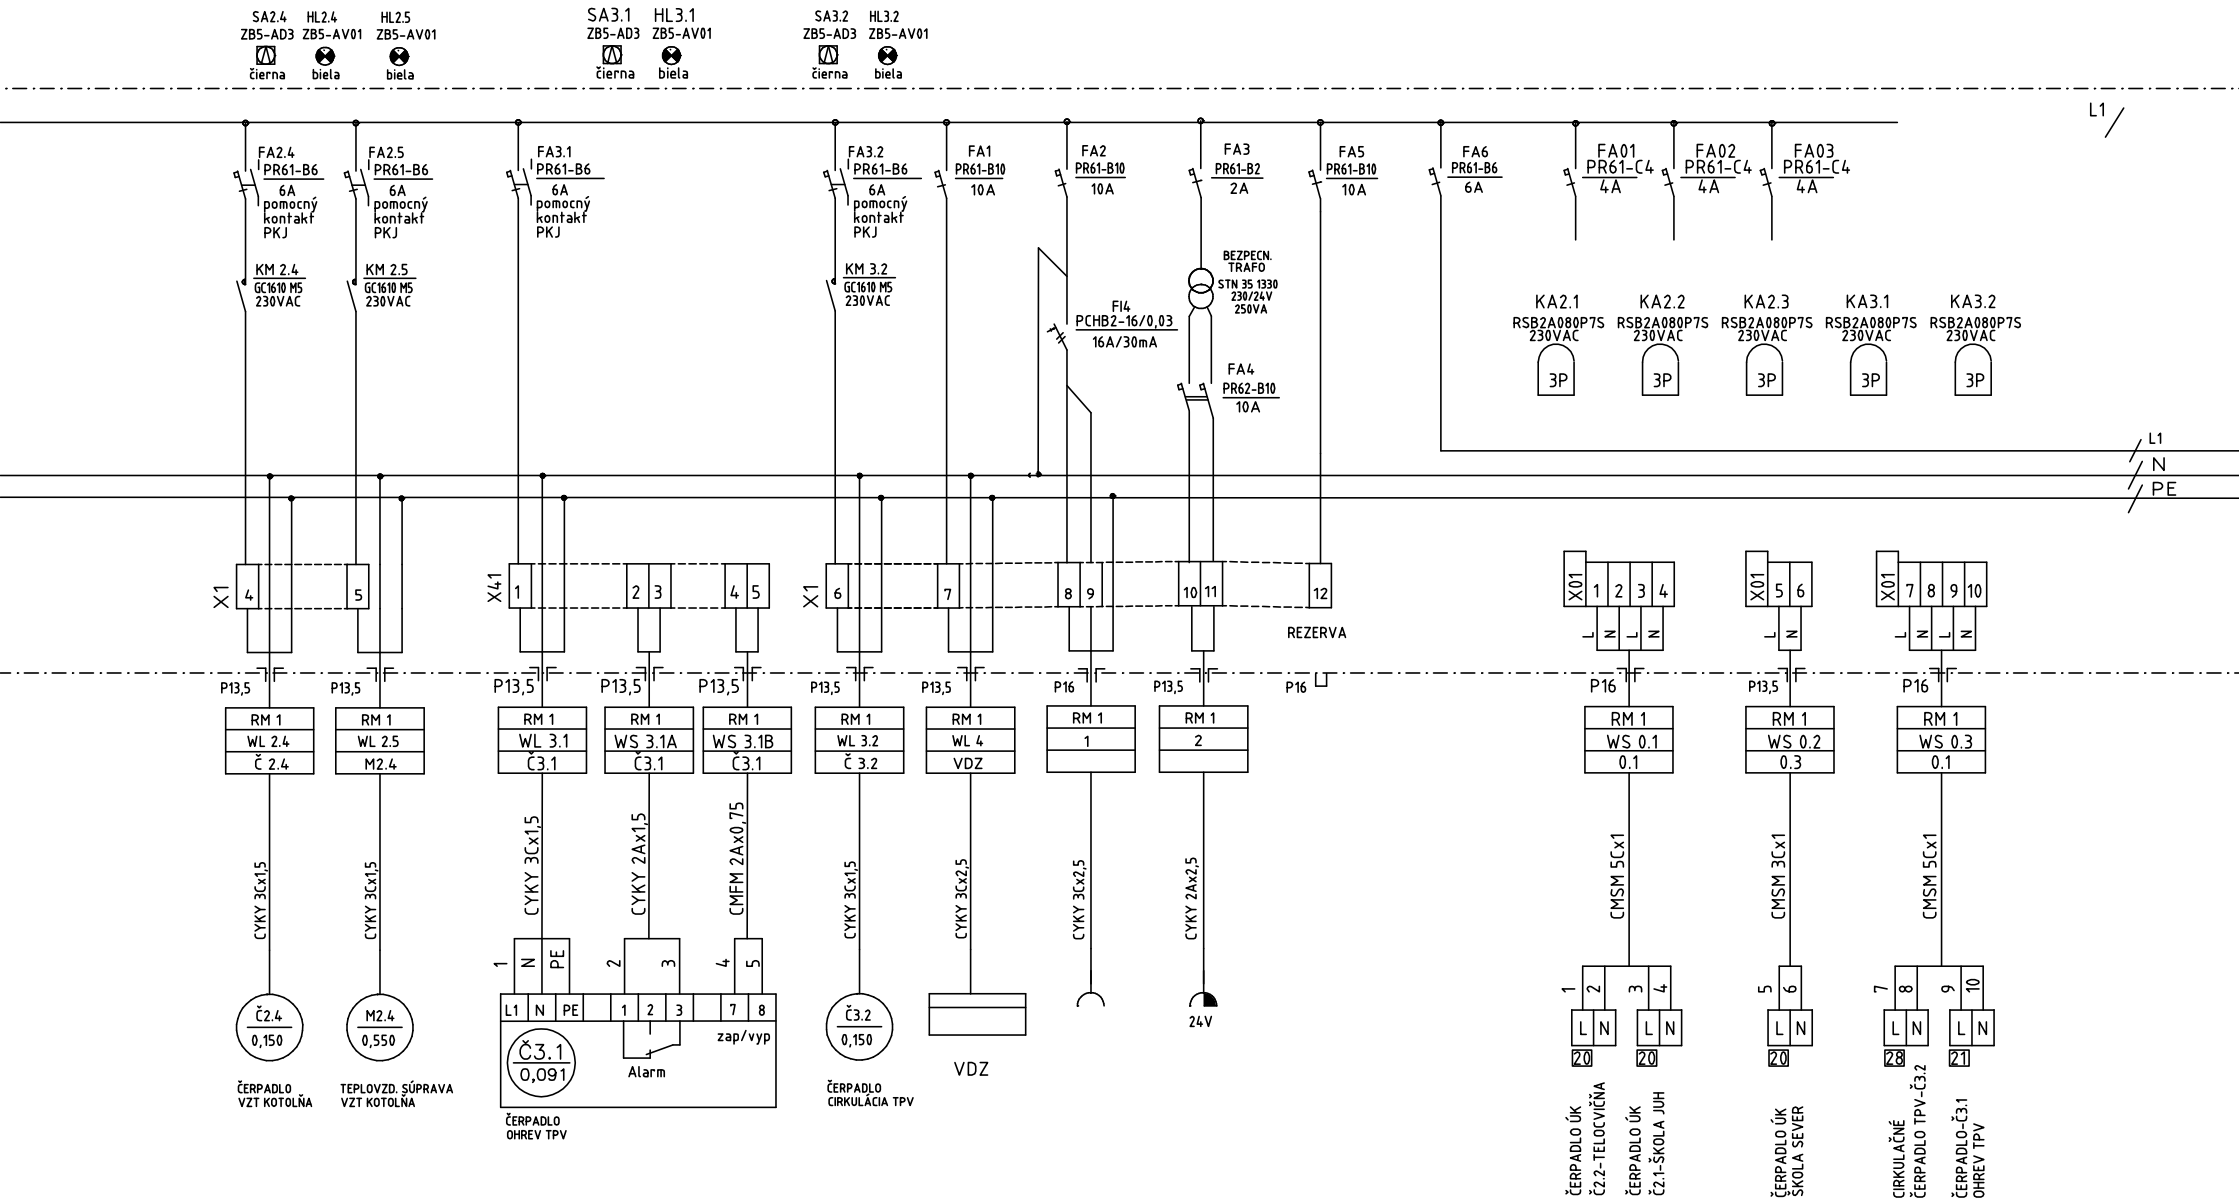 SA2.4 HL2.4 HL2.5 SA3.1 HL3.1 SA3.2 HL3.2
ZB5-AD3 ZB5-AV01 ZB5-AV01 ZB5-AD3 ZB5-AV01 ZB5-AD3 ZB5-AV01
čierna biela biela čierna biela čierna biela
L1
FA2.4
PR61-B6
6A
pomocný
kontakt
PKJ
FA2.5
PR61-B6
6A
pomocný
kontakt
PKJ
FA3.1
PR61-B6
6A
pomocný
kontakt
PKJ
FA3.2
PR61-B6
6A
pomocný
kontakt
PKJ
FA1
PR61-B10
10A
FA2
PR61-B10
10A
FA3
PR61-B2
2A
FA5
PR61-B10
10A
FA6
PR61-B6
6A
FA01
PR61-C4
4A
FA02
PR61-C4
4A
FA03
PR61-C4
4A
KM 2.4
GC1610 M5
230VAC
KM 2.5
GC1610 M5
230VAC
KM 3.2
GC1610 M5
230VAC
FI4
PCHB2-16/0,03
16A/30mA
BEZPECN.
TRAFO
STN 35 1330
230/24V
250VA
FA4
PR62-B10
10A
KA2.1 KA2.2 KA2.3 KA3.1 KA3.2
RSB2A080P7S RSB2A080P7S RSB2A080P7S RSB2A080P7S RSB2A080P7S
230VAC 230VAC 230VAC 230VAC 230VAC
3P 3P 3P 3P 3P
L1
N
PE
X1 4 5 X41 1 2 3 4 5 X1 6 7 8 9 10 11 12
X01 1 2 3 4 X01 5 6 X01 7 8 9 10
REZERVA
L N L N L N L N L N
P13,5 P13,5 P13,5 P13,5 P13,5 P13,5 P13,5 P16 P13,5 P16 P16 P13,5 P16
RM 1 RM 1 RM 1 RM 1 RM 1 RM 1 RM 1 RM 1 RM 1 RM 1 RM 1 RM 1
WL 2.4 WL 2.5 WL 3.1 WS 3.1A WS 3.1B WL 3.2 WL 4 1 2 WS 0.1 WS 0.2 WS 0.3
Č 2.4 M2.4 Č3.1 Č3.1 Č3.1 Č 3.2 VDZ 0.1 0.3 0.1
CYKY 3Cx1,5
CYKY 3Cx1,5
CYKY 3Cx1,5
CYKY 2Ax1,5
CMFM 2Ax0,75
CYKY 3Cx1,5
CYKY 3Cx2,5
CYKY 3Cx2,5
CYKY 2Ax2,5
CMSM 5Cx1
CMSM 3Cx1
CMSM 5Cx1
1 N PE 2 3 4 5
1 2 3 4 5 6 7 8 9 10
L1 N PE 1 2 3 7 8
zap/vyp
Alarm
Č2.4
0,150
M2.4
0,550
Č3.1
0,091
Č3.2
0,150
VDZ
24V
L N L N L N L N L N
20 20 20 28 21
ČERPADLO
VZT KOTOLŇA
TEPLOVZD. SÚPRAVA
VZT KOTOLŇA
ČERPADLO
OHREV TPV
ČERPADLO
CIRKULÁCIA TPV
ČERPADLO ÚK
Č2.2-TELOCVIČŇA
ČERPADLO ÚK
Č2.1-ŠKOLA JUH
ČERPADLO ÚK
ŠKOLA SEVER
CIRKULAČNÉ
ČERPADLO TPV-Č3.2
ČERPADLO-Č3.1
OHREV TPV